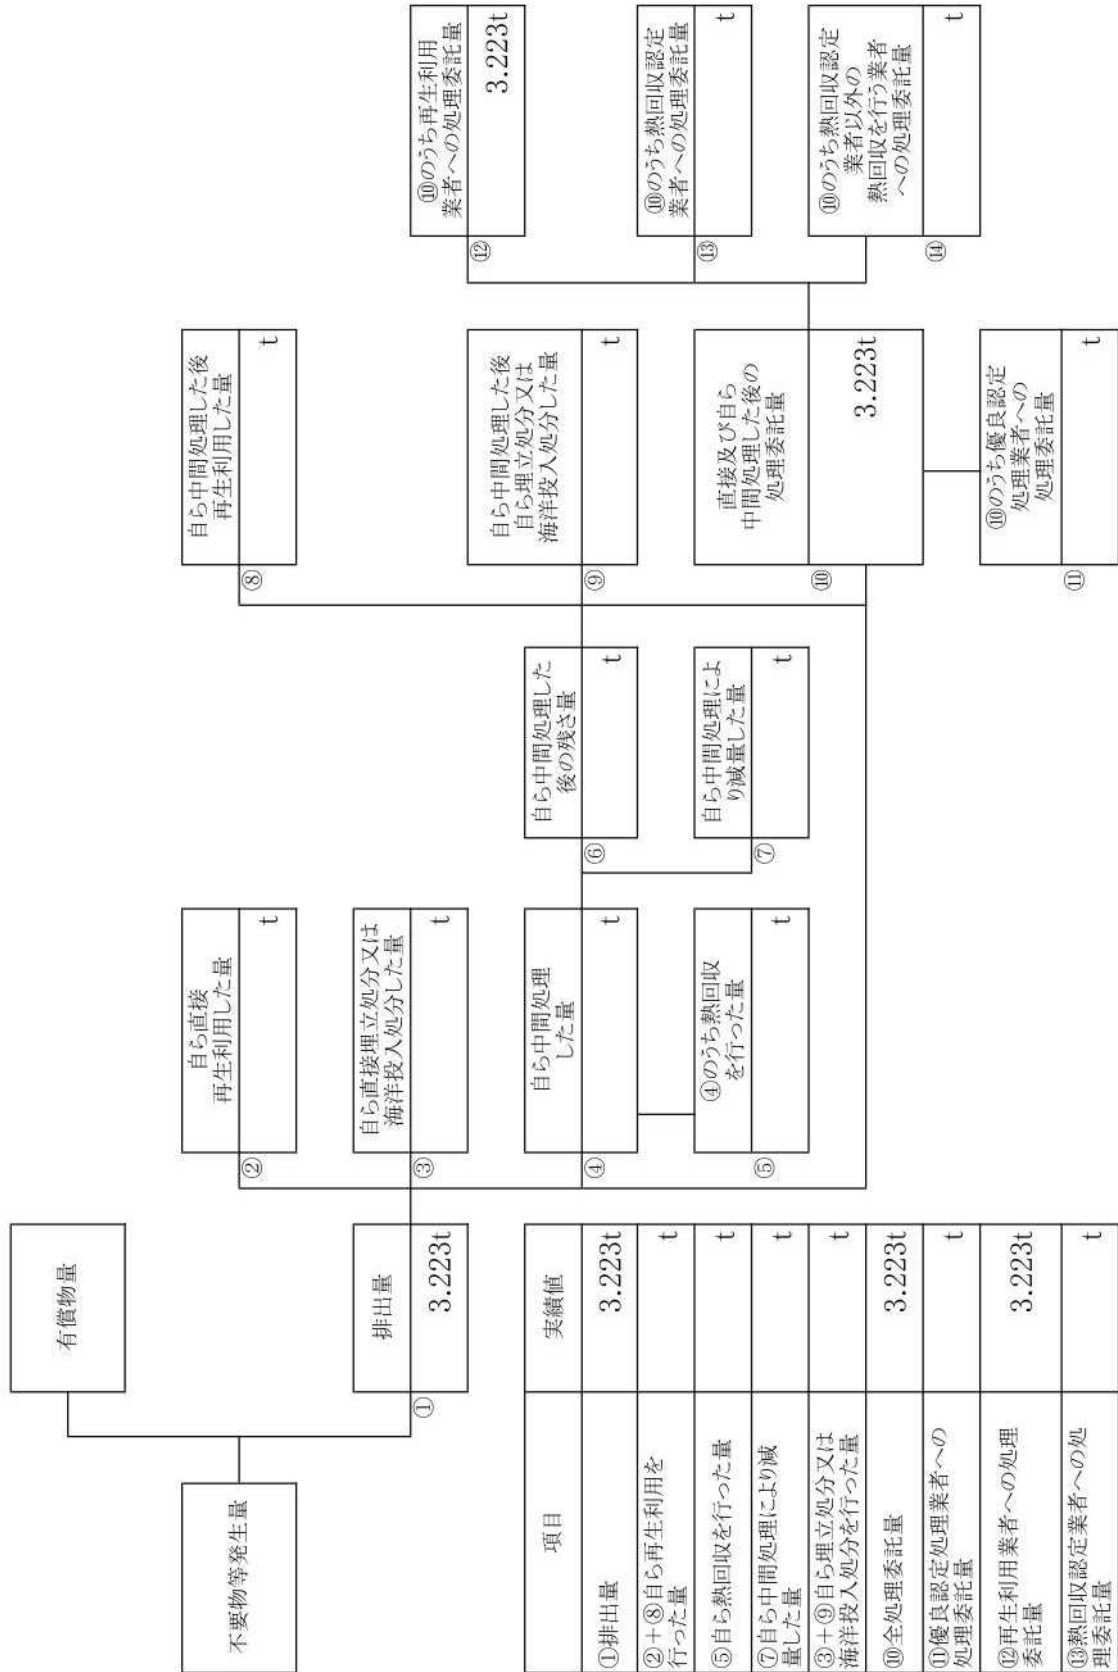 不要物等発生量
有償物量
①
排出量
3.223t
②
自ら直接
再生利用した量
t
③
自ら直接埋立処分又は
海洋投入処分した量
t
④
自ら中間処理
した量
t
⑤
④のうち熱回収
を行った量
t
⑥
自ら中間処理した
後の残さ量
t
⑦
自ら中間処理によ
り減量した量
t
⑧
自ら中間処理した後
再生利用した量
t
⑨
自ら中間処理した後
自ら埋立処分又は
海洋投入処分した量
t
⑩
直接及び自ら
中間処理した後の
処理委託量
3.223t
⑪
⑩のうち優良認定
処理業者への
処理委託量
t
⑫
⑩のうち再生利用
業者への処理委託量
3.223t
⑬
⑩のうち熱回収認定
業者への処理委託量
t
⑭
⑩のうち熱回収認定
業者以外の
熱回収を行う業者
への処理委託量
t
項目 実績値
①排出量 3.223t
②+⑧自ら再生利用を
行った量 t
⑤自ら熱回収を行った量 t
⑦自ら中間処理により減
量した量 t
③+⑨自ら埋立処分又は
海洋投入処分を行った量 t
⑩全処理委託量 3.223t
⑪優良認定処理業者への
処理委託量 t
⑫再生利用業者への処理
委託量 3.223t
⑬熱回収認定業者への処
理委託量 t